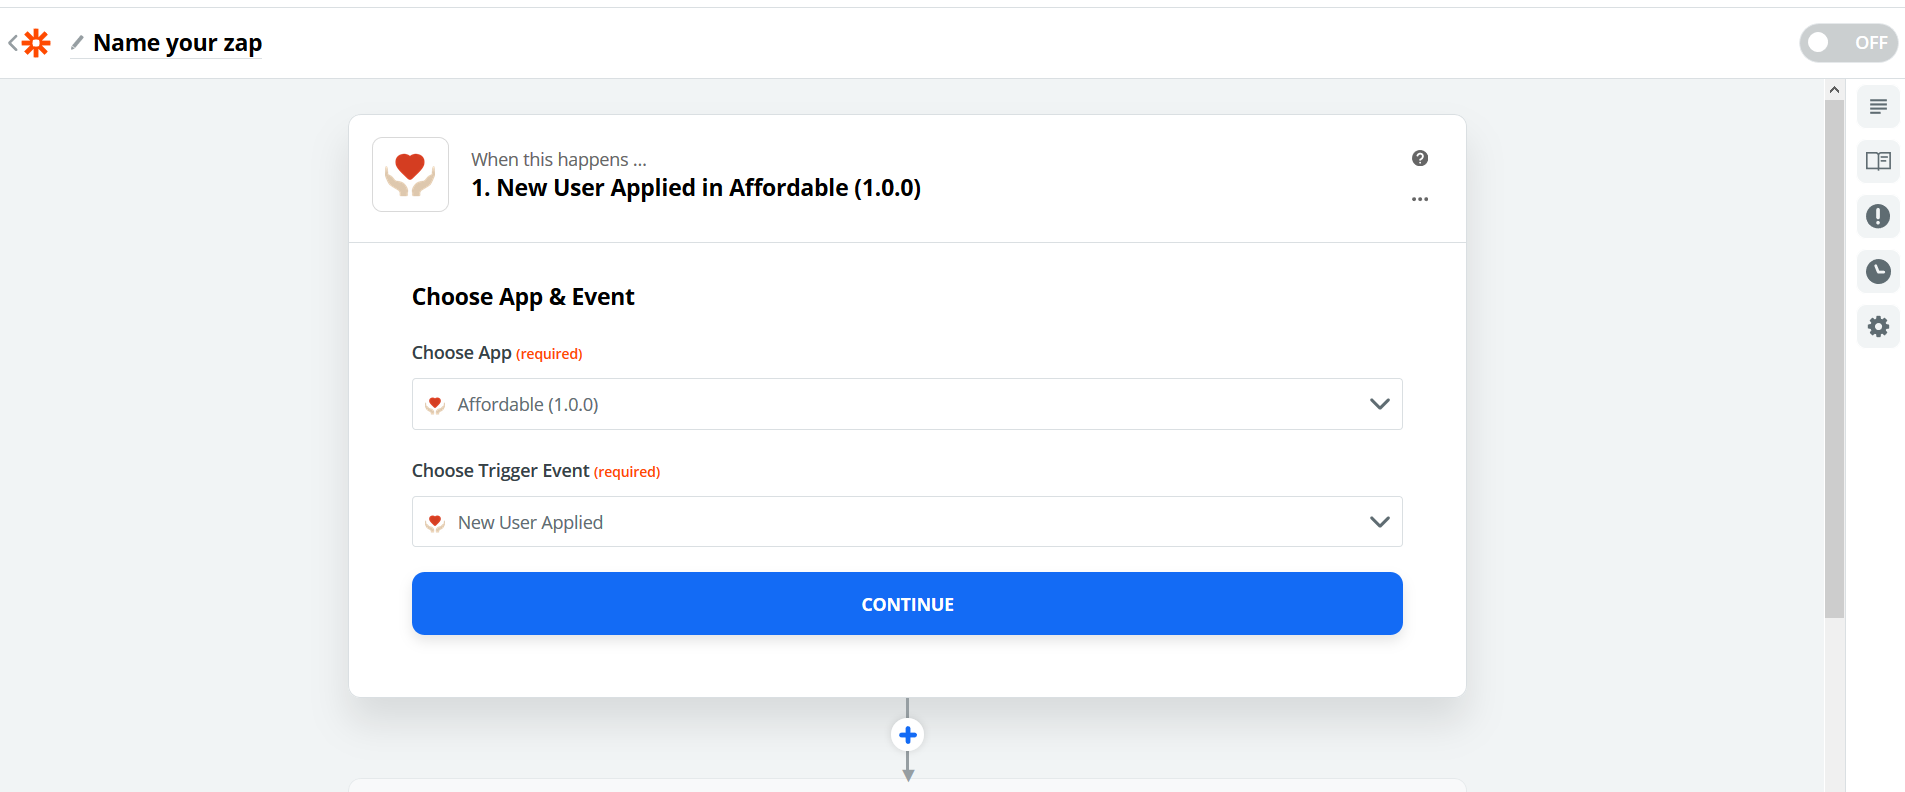 Name your zap
OFF
When this happens ...
1. New User Applied in Affordable (1.0.0)
Choose App & Event
Choose App (required)
Affordable (1.0.0)
Choose Trigger Event (required)
New User Applied
CONTINUE